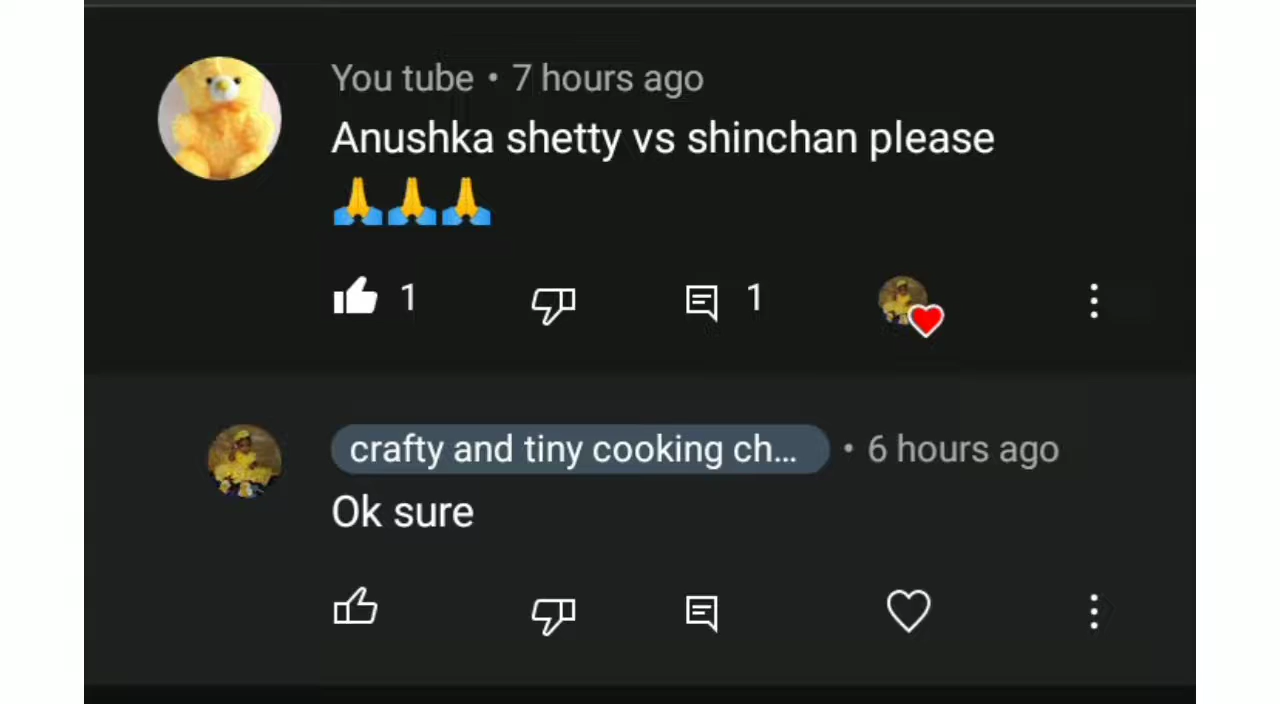 You tube • 7 hours ago
Anushka shetty vs shinchan please
🙏🙏🙏
1 1
crafty and tiny cooking ch... • 6 hours ago
Ok sure